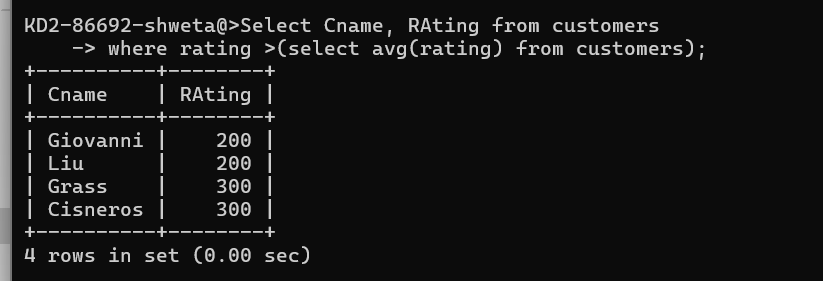 KD2-86692-shweta@>Select Cname, RAting from customers
    -> where rating >(select avg(rating) from customers);
+----------+--------+
| Cname    | RAting |
+----------+--------+
| Giovanni |    200 |
| Liu      |    200 |
| Grass    |    300 |
| Cisneros |    300 |
+----------+--------+
4 rows in set (0.00 sec)